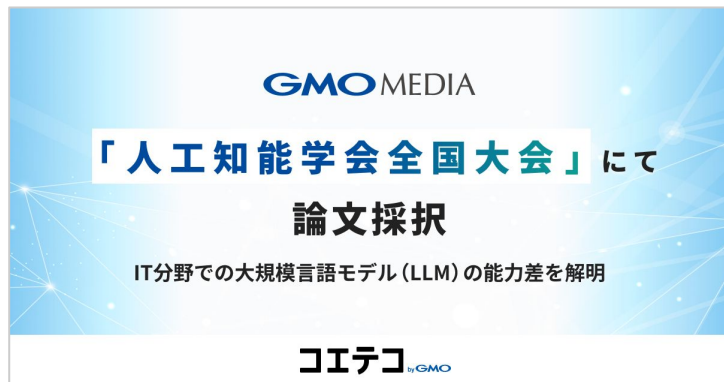 GMO MEDIA
「人工知能学会全国大会」にて
論文採択
IT分野での大規模言語モデル(LLM)の能力差を解明
コエテコ byGMO